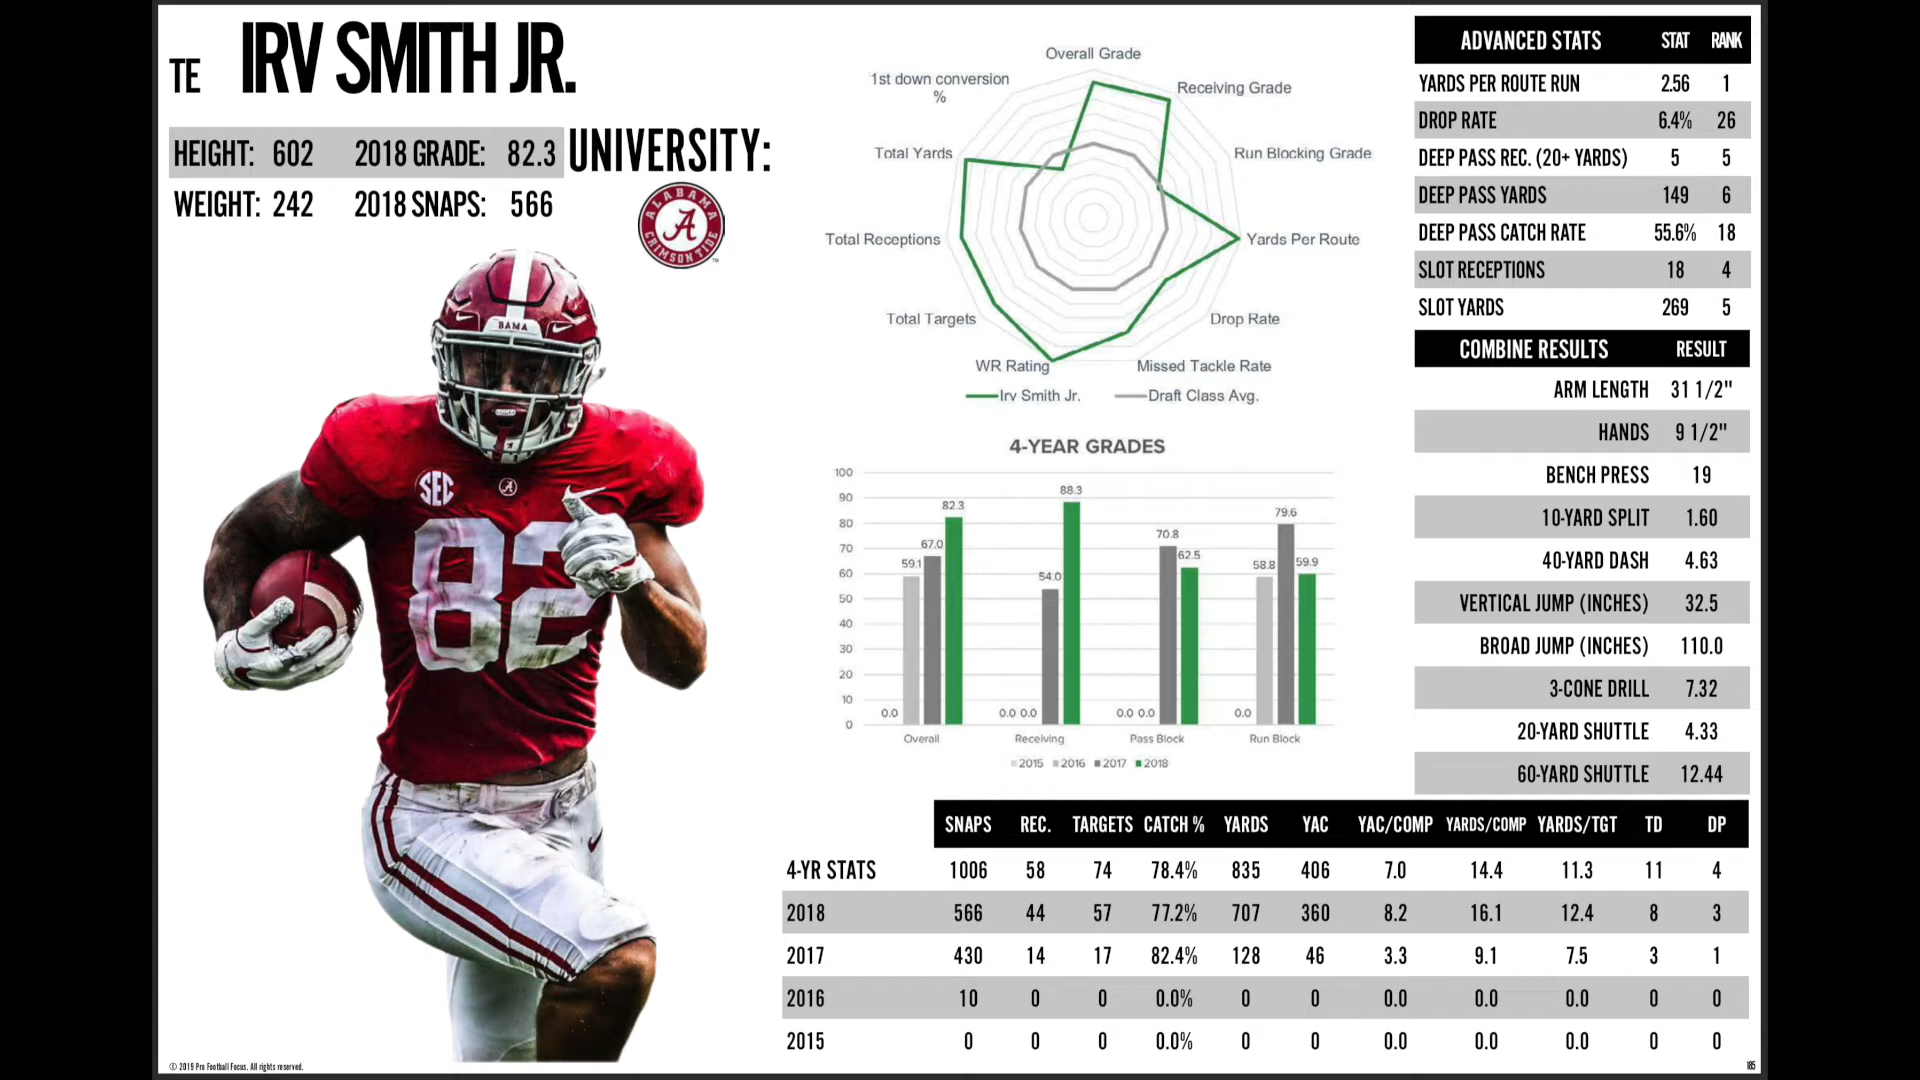 TE IRV SMITH JR.
HEIGHT: 602 2018 GRADE: 82.3 UNIVERSITY:
WEIGHT: 242 2018 SNAPS: 566
ALABAMA
A
CRIMSON TIDE
™
BAMA
SEC
A
82
Overall Grade
Receiving Grade
Run Blocking Grade
Yards Per Route
Drop Rate
Missed Tackle Rate
WR Rating
Total Targets
Total Receptions
Total Yards
1st down conversion
%
Irv Smith Jr. Draft Class Avg.
4-YEAR GRADES
100
90
80
70
60
50
40
30
20
10
0
0.0 59.1 67.0 82.3
0.0 0.0 54.0 88.3
0.0 0.0 70.8 62.5
0.0 58.8 79.6 59.9
Overall Receiving Pass Block Run Block
2015 2016 2017 2018
ADVANCED STATS STAT RANK
YARDS PER ROUTE RUN 2.56 1
DROP RATE 6.4% 26
DEEP PASS REC. (20+ YARDS) 5 5
DEEP PASS YARDS 149 6
DEEP PASS CATCH RATE 55.6% 18
SLOT RECEPTIONS 18 4
SLOT YARDS 269 5
COMBINE RESULTS RESULT
ARM LENGTH 31 1/2"
HANDS 9 1/2"
BENCH PRESS 19
10-YARD SPLIT 1.60
40-YARD DASH 4.63
VERTICAL JUMP (INCHES) 32.5
BROAD JUMP (INCHES) 110.0
3-CONE DRILL 7.32
20-YARD SHUTTLE 4.33
60-YARD SHUTTLE 12.44
SNAPS REC. TARGETS CATCH % YARDS YAC YAC/COMP YARDS/COMP YARDS/TGT TD DP
4-YR STATS 1006 58 74 78.4% 835 406 7.0 14.4 11.3 11 4
2018 566 44 57 77.2% 707 360 8.2 16.1 12.4 8 3
2017 430 14 17 82.4% 128 46 3.3 9.1 7.5 3 1
2016 10 0 0 0.0% 0 0 0.0 0.0 0.0 0 0
2015 0 0 0 0.0% 0 0 0.0 0.0 0.0 0 0
© 2019 Pro Football Focus. All rights reserved.
185